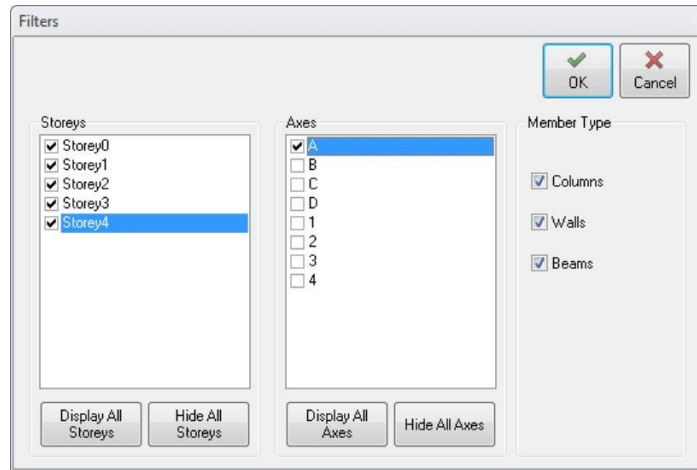 Filters
OK
Cancel
Storeys
Storey0
Storey1
Storey2
Storey3
Storey4
Display All
Storeys
Hide All
Storeys
Axes
A
B
C
D
1
2
3
4
Display All
Axes
Hide All Axes
Member Type
Columns
Walls
Beams